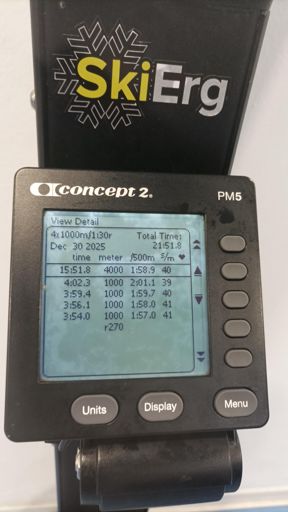 SkiErg
concept 2.
PM5
View Detail
4x1000m/1:30r Total Time:
Dec 30 2025 21:51.8
time meter /500m s/m ♥
15:51.8 4000 1:58.9 40
4:02.3 1000 2:01.1 39
3:59.4 1000 1:59.7 40
3:56.1 1000 1:58.0 41
3:54.0 1000 1:57.0 41
r270
Units Display Menu